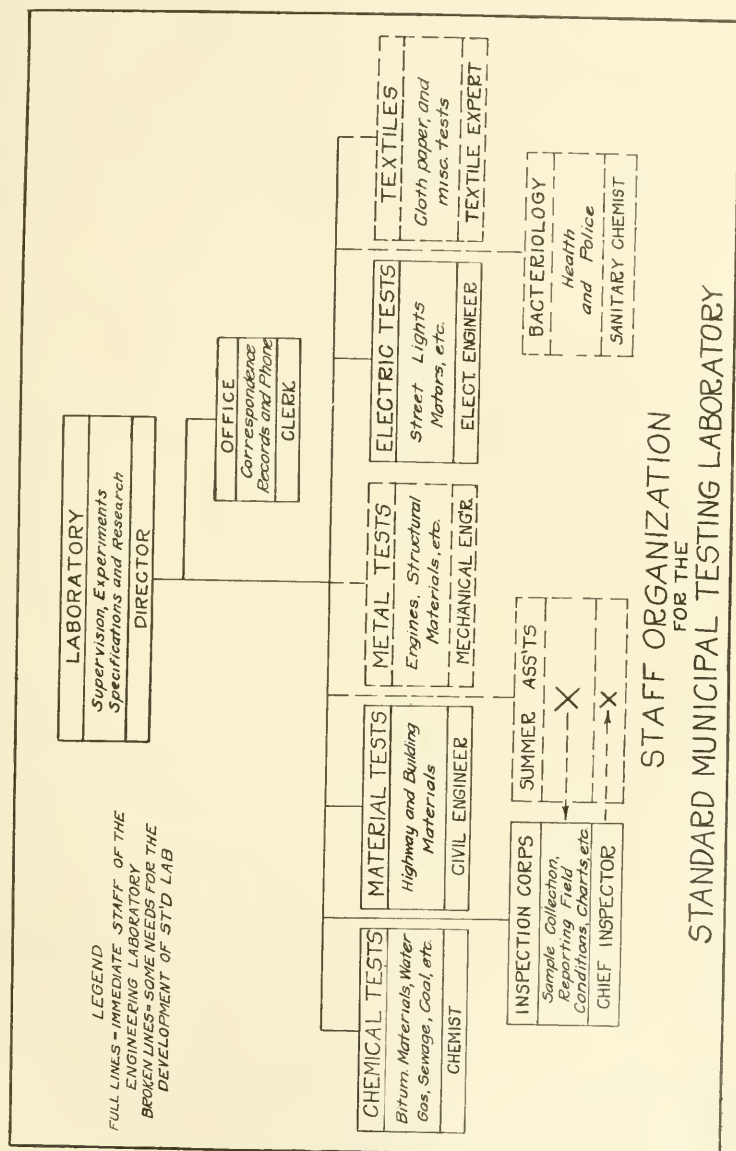 LABORATORY
Supervision, Experiments
Specifications and Research
DIRECTOR
OFFICE
Correspondence
Records and Phone
CLERK
LEGEND
FULL LINES = IMMEDIATE STAFF OF THE
ENGINEERING LABORATORY
BROKEN LINES = SOME NEEDS FOR THE
DEVELOPMENT OF ST'D LAB
CHEMICAL TESTS
Bitum. Materials, Water
Gas, Sewage, Coal, etc.
CHEMIST
MATERIAL TESTS
Highway and Building
Materials
CIVIL ENGINEER
METAL TESTS
Engines, Structural
Materials, etc.
MECHANICAL ENG'R.
ELECTRIC TESTS
Street Lights
Motors, etc.
ELECT. ENGINEER
TEXTILES
Cloth paper, and
misc. tests
TEXTILE EXPERT
INSPECTION CORPS
Sample Collection,
Reporting Field
Conditions, Charts, etc.
CHIEF INSPECTOR
SUMMER ASS'TS
BACTERIOLOGY
Health
and Police
SANITARY CHEMIST
STAFF ORGANIZATION
FOR THE
STANDARD MUNICIPAL TESTING LABORATORY